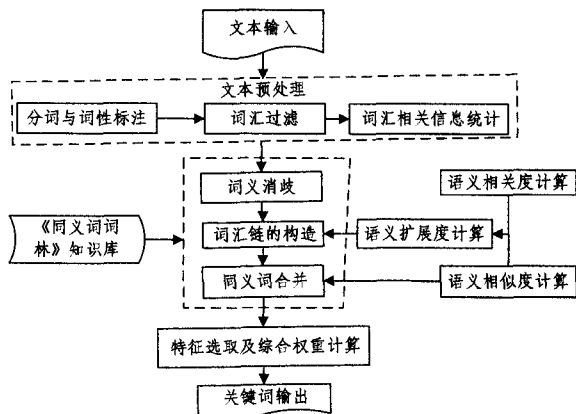 文本输入
文本预处理
分词与词性标注
词汇过滤
词汇相关信息统计
词义消歧
语义相关度计算
《同义词词
林》知识库
词汇链的构造
语义扩展度计算
同义词合并
语义相似度计算
特征选取及综合权重计算
关键词输出